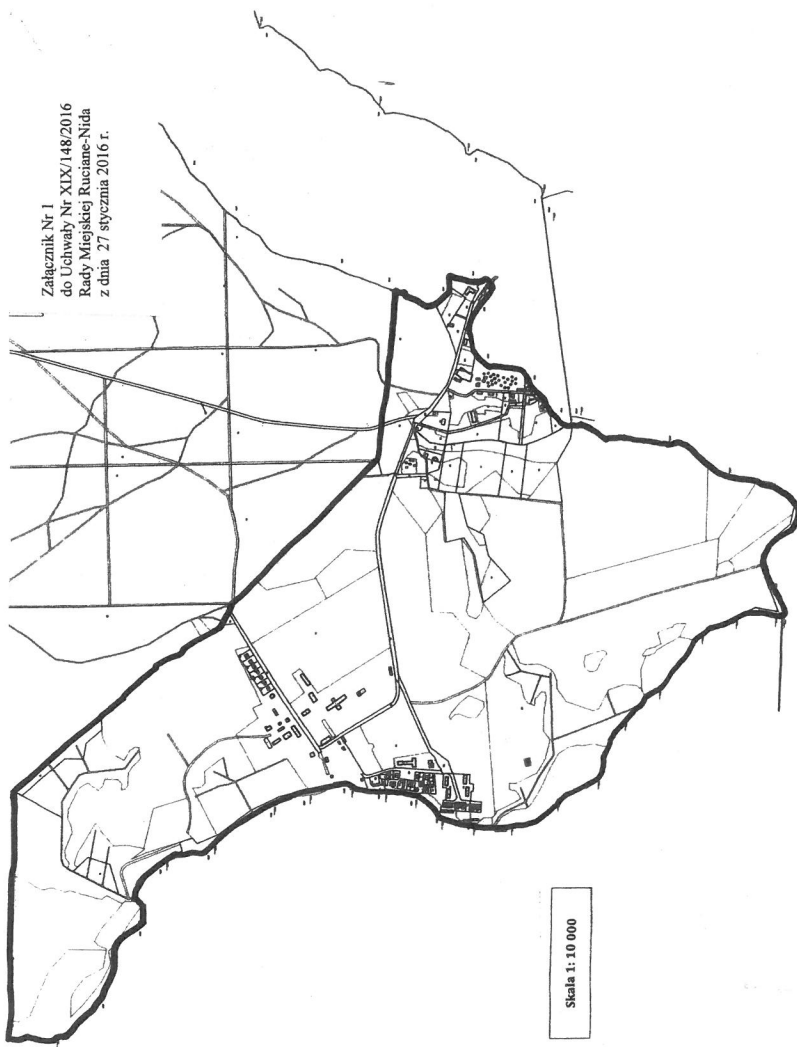 Załącznik Nr 1
do Uchwały Nr XIX/148/2016
Rady Miejskiej Ruciane-Nida
z dnia 27 stycznia 2016 r.
Skala 1: 10 000